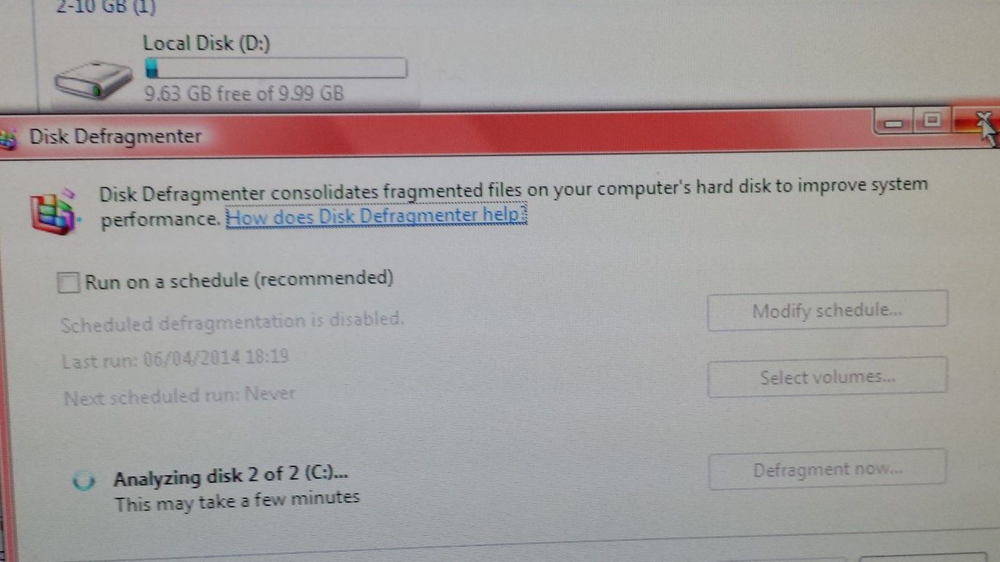 2-10 GB (1)
Local Disk (D:)
9.63 GB free of 9.99 GB
Disk Defragmenter
Disk Defragmenter consolidates fragmented files on your computer's hard disk to improve system
performance. How does Disk Defragmenter help?
Run on a schedule (recommended)
Scheduled defragmentation is disabled.
Modify schedule...
Last run: 06/04/2014 18:19
Select volumes...
Next scheduled run: Never
Analyzing disk 2 of 2 (C:)...
Defragment now...
This may take a few minutes